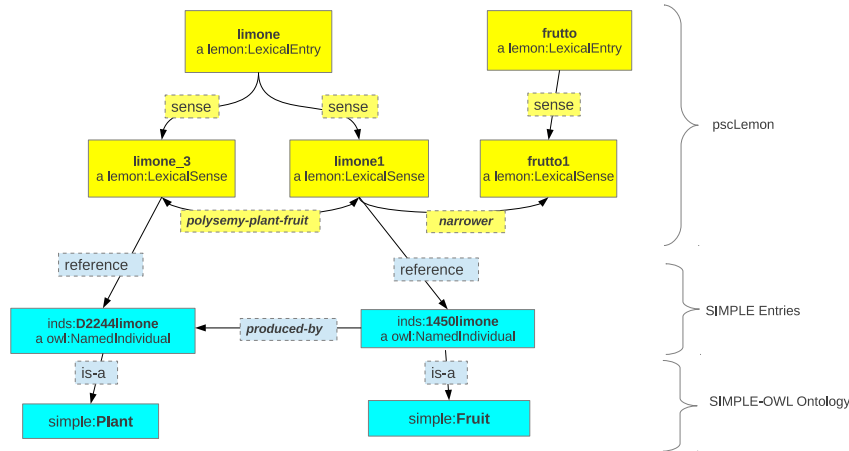 limone
a lemon:LexicalEntry
frutto
a lemon:LexicalEntry
sense
sense
sense
pscLemon
limone_3
a lemon:LexicalSense
limone1
a lemon:LexicalSense
frutto1
a lemon:LexicalSense
polysemy-plant-fruit
narrower
reference
reference
inds:D2244limone
a owl:NamedIndividual
produced-by
inds:1450limone
a owl:NamedIndividual
SIMPLE Entries
is-a
is-a
simple:Plant
simple:Fruit
SIMPLE-OWL Ontology